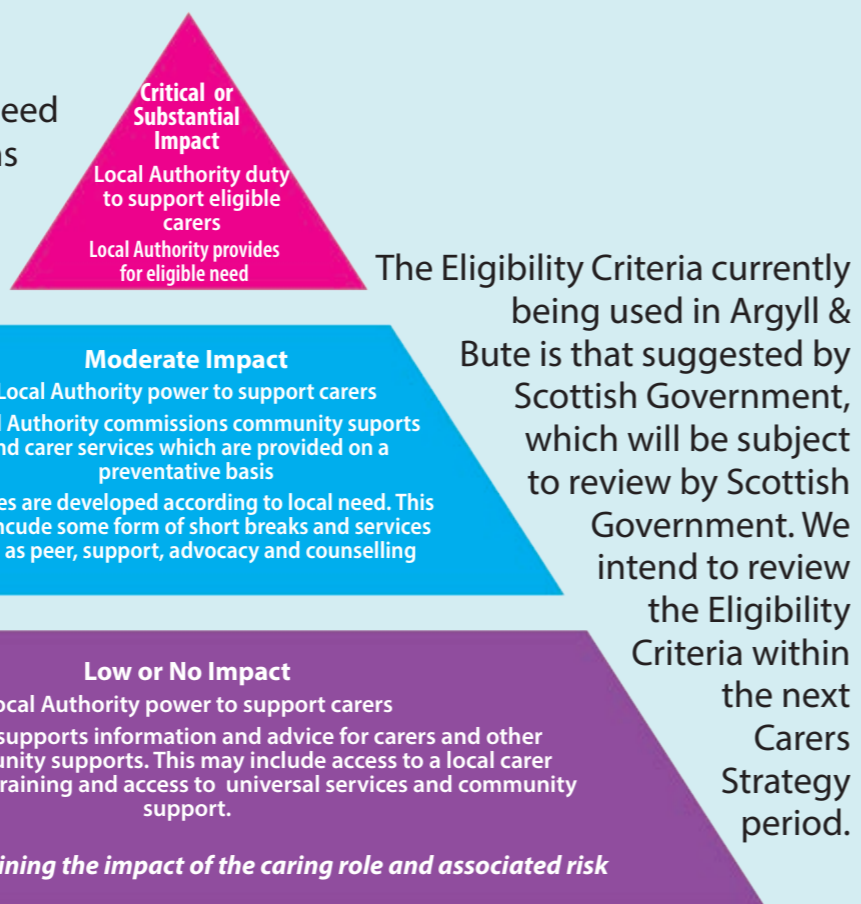 eed
Critical or
Substantial
Impact
Local Authority duty
to support eligible
carers
Local Authority provides
for eligible need
Moderate Impact
Local Authority power to support carers
Authority commissions community suports
nd carer services which are provided on a
preventative basis
es are developed according to local need. This
ncude some form of short breaks and services
as peer, support, advocacy and counselling
Low or No Impact
ocal Authority power to support carers
supports information and advice for carers and other
unity supports. This may include access to a local carer
raining and access to universal services and community
support.
ining the impact of the caring role and associated risk
The Eligibility Criteria currently
being used in Argyll &
Bute is that suggested by
Scottish Government,
which will be subject
to review by Scottish
Government. We
intend to review
the Eligibility
Criteria within
the next
Carers
Strategy
period.